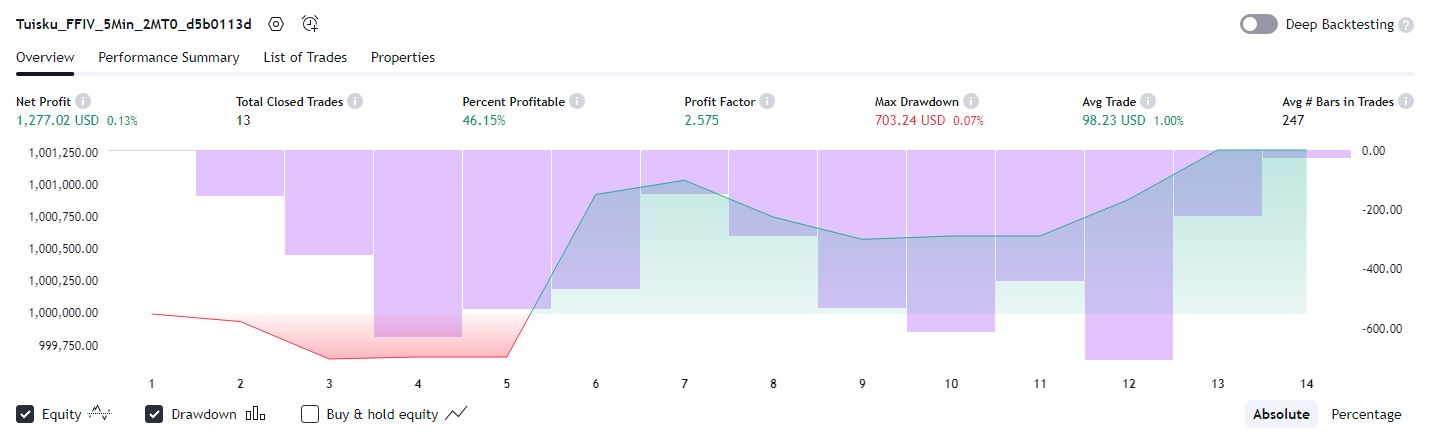 Tuisku_FFIV_5Min_2MT0_d5b0113d Deep Backtesting ?
Overview Performance Summary List of Trades Properties
Net Profit i Total Closed Trades i Percent Profitable i Profit Factor i Max Drawdown i Avg Trade i Avg # Bars in Trades i
1,277.02 USD 0.13% 13 46.15% 2.575 703.24 USD 0.07% 98.23 USD 1.00% 247
1,001,250.00 0.00
1,001,000.00
1,000,750.00 -200.00
1,000,500.00
1,000,250.00 -400.00
1,000,000.00
-600.00
999,750.00
1 2 3 4 5 6 7 8 9 10 11 12 13 14
Equity Drawdown Buy & hold equity Absolute Percentage